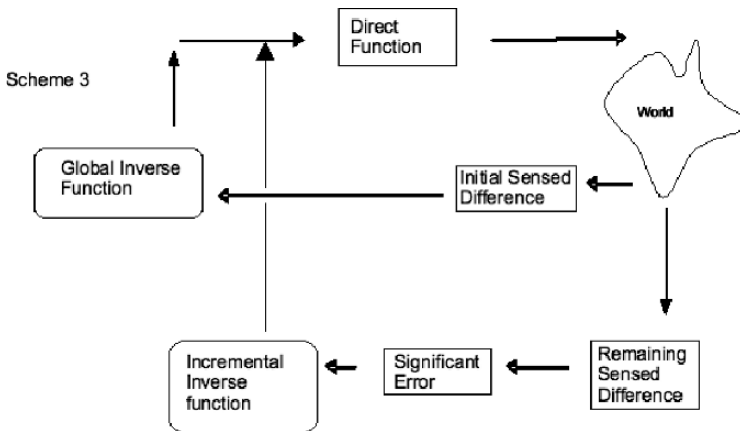 Direct
Function
Scheme 3
World
Global Inverse
Function
Initial Sensed
Difference
Incremental
Inverse
function
Significant
Error
Remaining
Sensed
Difference